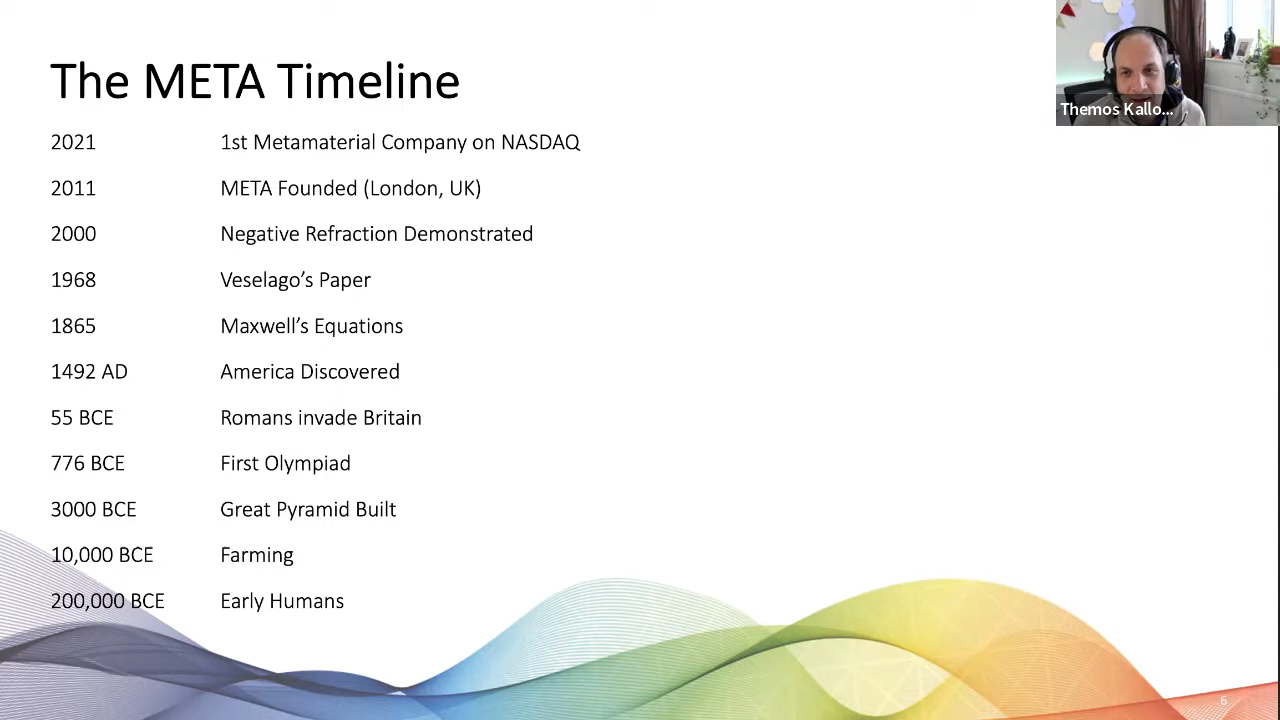 The META Timeline
Themos Kallo...
2021 1st Metamaterial Company on NASDAQ
2011 META Founded (London, UK)
2000 Negative Refraction Demonstrated
1968 Veselago’s Paper
1865 Maxwell’s Equations
1492 AD America Discovered
55 BCE Romans invade Britain
776 BCE First Olympiad
3000 BCE Great Pyramid Built
10,000 BCE Farming
200,000 BCE Early Humans
6